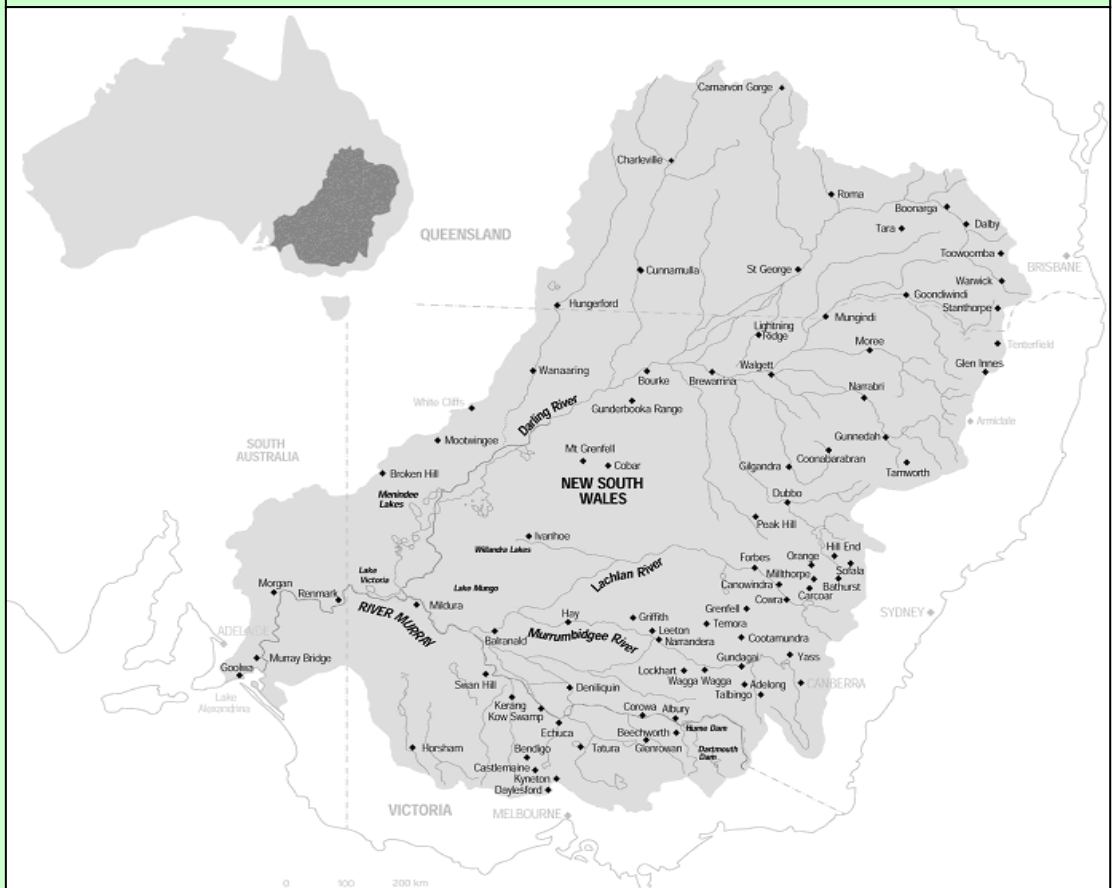 Carnarvon Gorge
Charleville
Roma
Boonarga
Dalby
Tara
QUEENSLAND
Toowoomba
BRISBANE
Cunnamulla
St George
Warwick
Goondiwindi
Hungerford
Stanthorpe
Mungindi
Lightning
Ridge
Moree
Tenterfield
Glen Innes
Walgett
Wanaaring
Bourke
Brewarrina
Narrabri
White Cliffs
Darling River
Gunderbooka Range
Armidale
Mootwingee
Gunnedah
SOUTH
AUSTRALIA
Mt Grenfell
Coonabarabran
Cobar
Gilgandra
Tamworth
Broken Hill
NEW SOUTH
WALES
Menindee
Lakes
Dubbo
Peak Hill
Ivanhoe
Willandra Lakes
Hill End
Forbes
Orange
Lake
Victoria
Lachlan River
Millthorpe
Sofala
Morgan
Lake Mungo
Canowindra
Bathurst
Renmark
Carcoar
Cowra
Mildura
RIVER MURRAY
Hay
Griffith
Grenfell
SYDNEY
Temora
ADELAIDE
Balranald
Murrumbidgee River
Leeton
Narrandera
Cootamundra
Murray Bridge
Goolwa
Gundagai
Yass
Lockhart
Wagga Wagga
Swan Hill
Deniliquin
Adelong
CANBERRA
Talbingo
Lake
Alexandrina
Kerang
Kow Swamp
Corowa
Albury
Echuca
Beechworth
Hume Dam
Horsham
Bendigo
Tatura
Glenrowan
Dartmouth
Dam
Castlemaine
Kyneton
Daylesford
VICTORIA
MELBOURNE
0 100 200 km